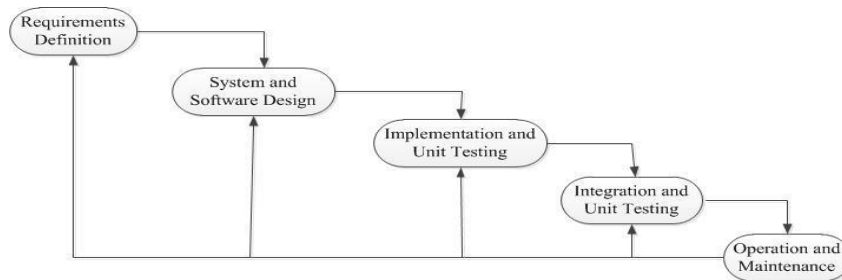 Requirements
Definition
System and
Software Design
Implementation and
Unit Testing
Integration and
Unit Testing
Operation and
Maintenance